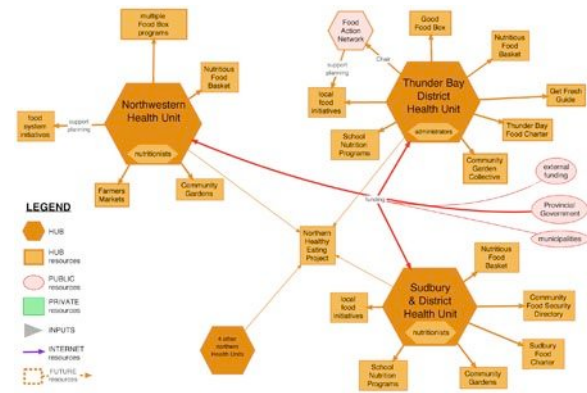 multiple
Food Box
programs
Nutritious
Food
Basket
Northwestern
Health Unit
food
system
initiatives
support
planning
nutritionists
Farmers
Markets
Community
Gardens
Food
Action
Network
Good
Food Box
Nutritious
Food
Basket
Chair
support
planning
Thunder Bay
District
Health Unit
Get Fresh
Guide
local
food initiatives
administrators
Thunder Bay
Food Charter
School
Nutrition
Programs
Community
Garden
Collective
external
funding
funding
Provincial
Government
municipalities
Northern
Healthy
Eating
Project
Nutritious
Food
Basket
Sudbury
& District
Health Unit
local food
initiatives
Community
Food Security
Directory
nutritionists
Sudbury
Food
Charter
School
Nutrition
Programs
Community
Gardens
4 other
northern
Health Units
LEGEND
HUB
HUB
resources
PUBLIC
resources
PRIVATE
resources
INPUTS
INTERNET
resources
FUTURE
resources